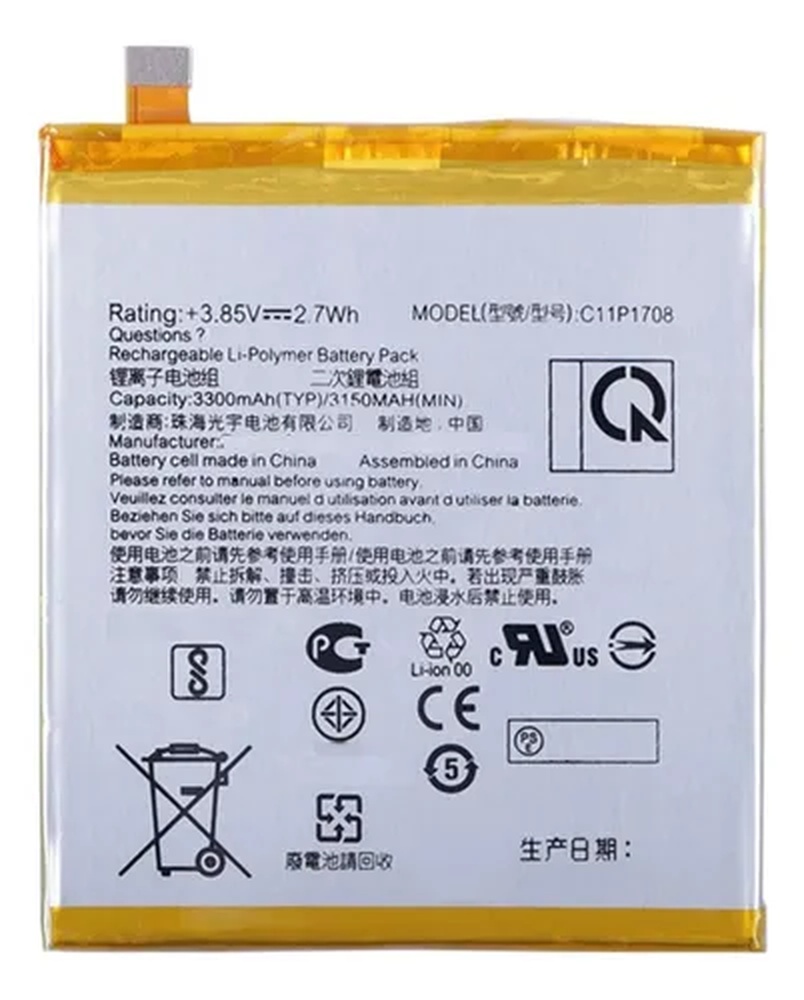 Rating:+3.85V⎓2.7Wh MODEL(型號/型号):C11P1708
Questions ?
Rechargeable Li-Polymer Battery Pack
锂离子电池组 二次鋰電池組
Capacity:3300mAh(TYP)/3150MAH(MIN)
制造商:珠海光宇电池有限公司 制造地:中国
Manufacturer:
Battery cell made in China Assembled in China
Please refer to manual before using battery.
Veuillez consulter le manuel d utilisation avant d utiliser la batterie.
Beziehen Sie sich bitte auf dieses Handbuch,
bevor Sie die Batterie verwenden.
使用电池之前请先参考使用手册/使用电池之前请先参考使用手册
注意事项 禁止拆解、撞击、挤压或投入火中。若出现严重鼓胀
请勿继续使用。请勿置于高温环境中。电池浸水后禁止使用。
PCT
Li-ion 00
c RU ® US
CE
PS E
5
廢電池請回收
生产日期：